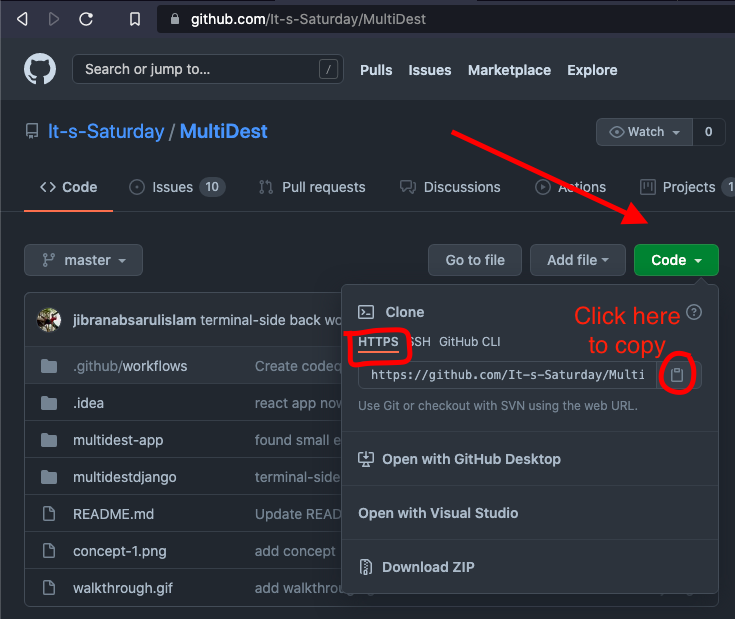 github.com/It-s-Saturday/MultiDest
Search or jump to... /
Pulls Issues Marketplace Explore
It-s-Saturday / MultiDest
Watch 0
Code Issues 10 Pull requests Discussions Actions Projects 1
master Go to file Add file Code
jibranabsarulislam terminal-side back wo
Clone
Click here
to copy
HTTPS SSH GitHub CLI
https://github.com/It-s-Saturday/Multi
Use Git or checkout with SVN using the web URL.
Open with GitHub Desktop
Open with Visual Studio
Download ZIP
.github/workflows Create codeq
.idea react app now
multidest-app found small e
multidestdjango terminal-side
README.md Update READ
concept-1.png add concept
walkthrough.gif add walkthroug